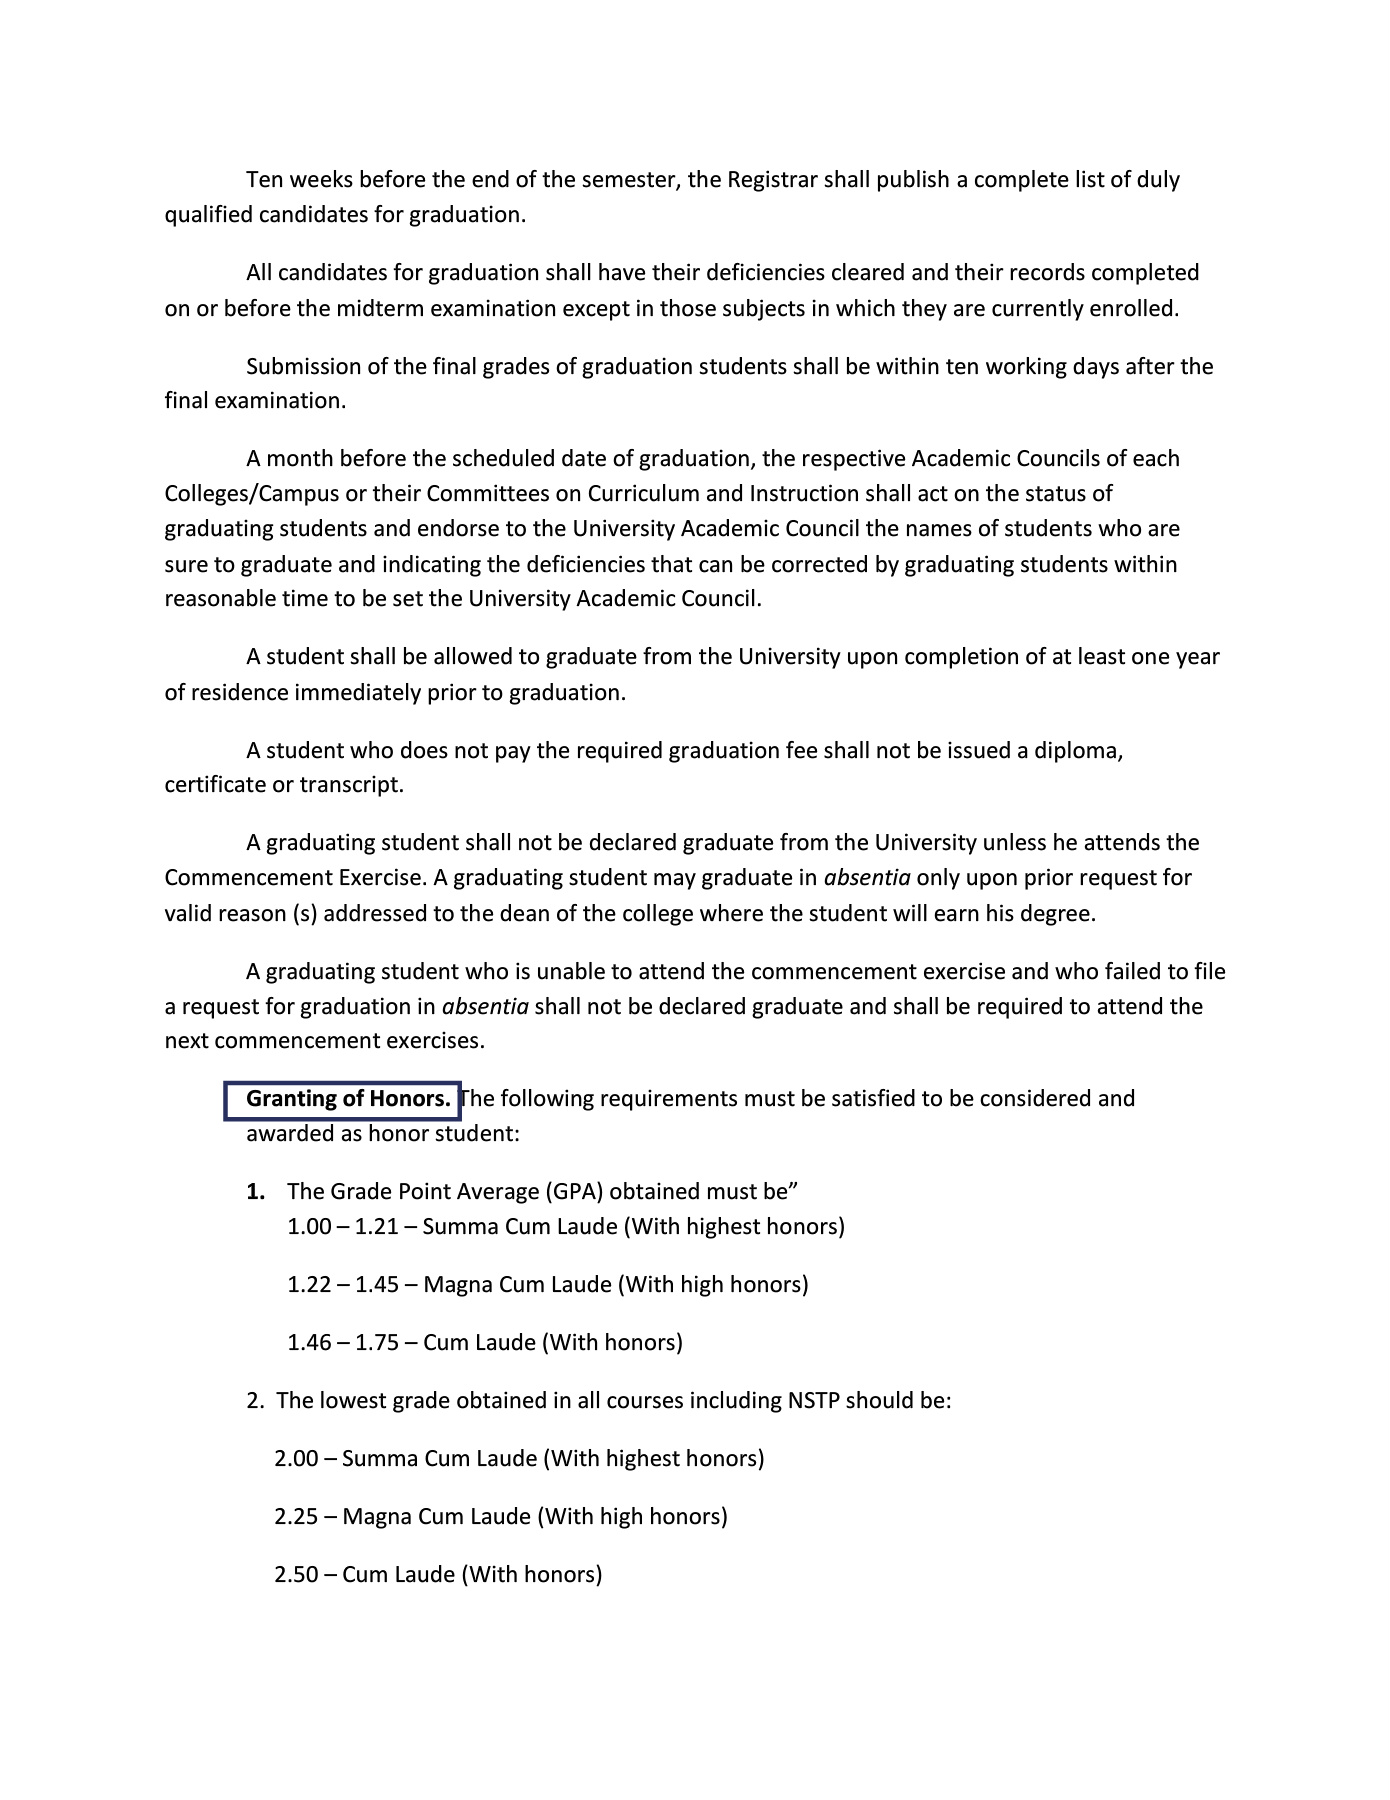 Ten weeks before the end of the semester, the Registrar shall publish a complete list of duly
qualified candidates for graduation.
All candidates for graduation shall have their deficiencies cleared and their records completed
on or before the midterm examination except in those subjects in which they are currently enrolled.
Submission of the final grades of graduation students shall be within ten working days after the
final examination.
A month before the scheduled date of graduation, the respective Academic Councils of each
Colleges/Campus or their Committees on Curriculum and Instruction shall act on the status of
graduating students and endorse to the University Academic Council the names of students who are
sure to graduate and indicating the deficiencies that can be corrected by graduating students within
reasonable time to be set the University Academic Council.
A student shall be allowed to graduate from the University upon completion of at least one year
of residence immediately prior to graduation.
A student who does not pay the required graduation fee shall not be issued a diploma,
certificate or transcript.
A graduating student shall not be declared graduate from the University unless he attends the
Commencement Exercise. A graduating student may graduate in absentia only upon prior request for
valid reason (s) addressed to the dean of the college where the student will earn his degree.
A graduating student who is unable to attend the commencement exercise and who failed to file
a request for graduation in absentia shall not be declared graduate and shall be required to attend the
next commencement exercises.
Granting of Honors. The following requirements must be satisfied to be considered and
awarded as honor student:
1. The Grade Point Average (GPA) obtained must be”
1.00 – 1.21 – Summa Cum Laude (With highest honors)
1.22 – 1.45 – Magna Cum Laude (With high honors)
1.46 – 1.75 – Cum Laude (With honors)
2. The lowest grade obtained in all courses including NSTP should be:
2.00 – Summa Cum Laude (With highest honors)
2.25 – Magna Cum Laude (With high honors)
2.50 – Cum Laude (With honors)